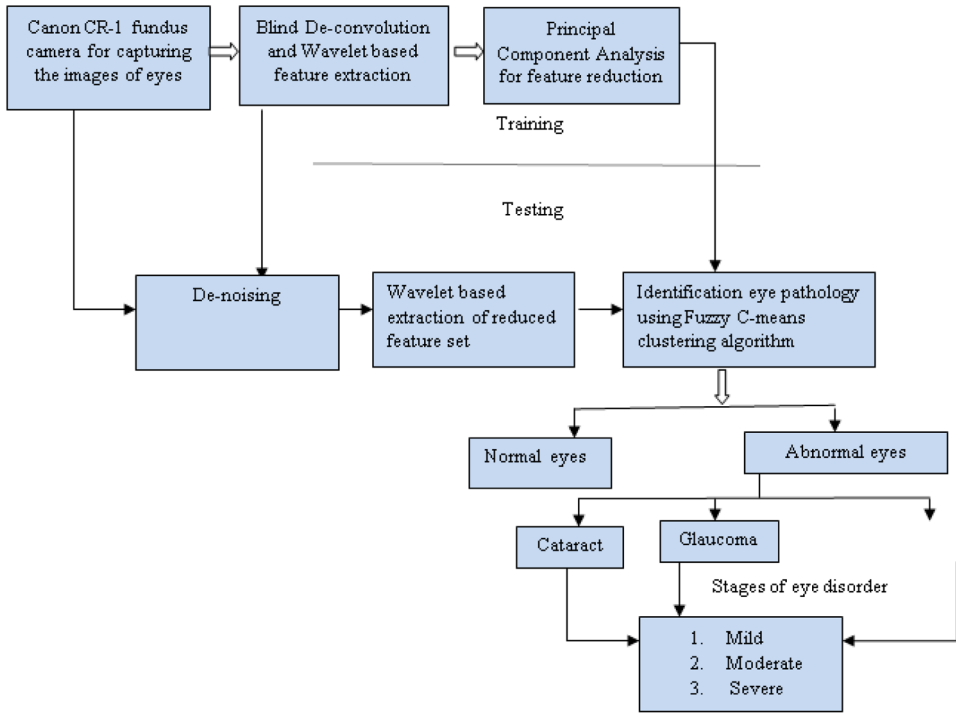 Canon CR-1 fundus
camera for capturing
the images of eyes
Blind De-convolution
and Wavelet based
feature extraction
Principal
Component Analysis
for feature reduction
Training
Testing
De-noising
Wavelet based
extraction of reduced
feature set
Identification eye pathology
using Fuzzy C-means
clustering algorithm
Normal eyes
Abnormal eyes
Cataract
Glaucoma
Stages of eye disorder
1. Mild
2. Moderate
3. Severe